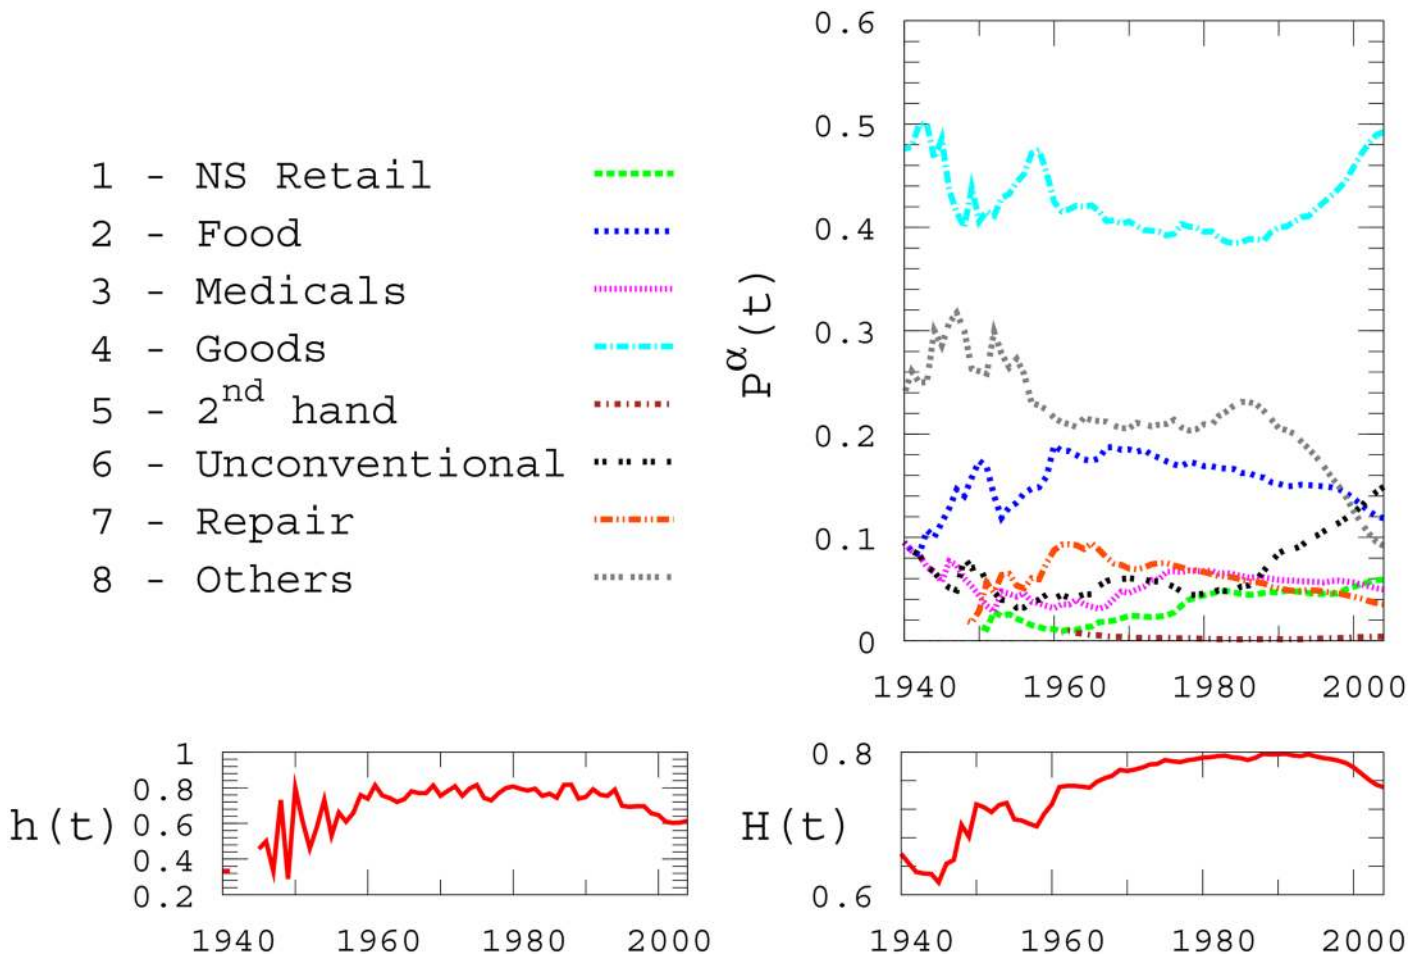 1 - NS Retail
2 - Food
3 - Medicals
4 - Goods
5 - 2nd hand
6 - Unconventional
7 - Repair
8 - Others
0.6
0.5
0.4
0.3
0.2
0.1
0
pα(t)
1940 1960 1980 2000
1
0.8
0.6
0.4
0.2
h(t)
1940 1960 1980 2000
0.8
0.6
H(t)
1940 1960 1980 2000